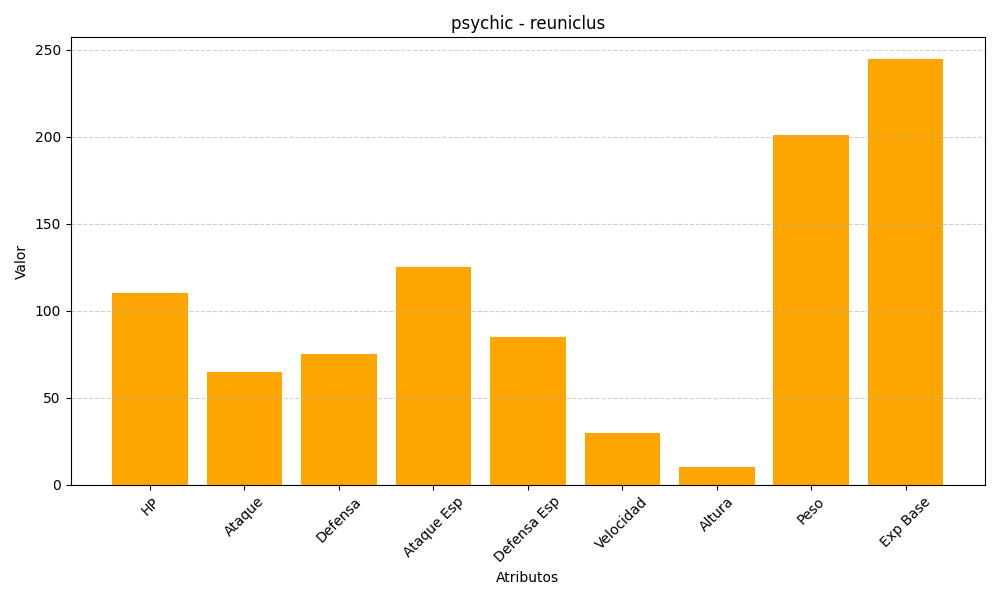 psychic - reuniclus
250
200
150
100
50
0
Valor
HP
Ataque
Defensa
Ataque Esp
Defensa Esp
Velocidad
Altura
Peso
Exp Base
Atributos